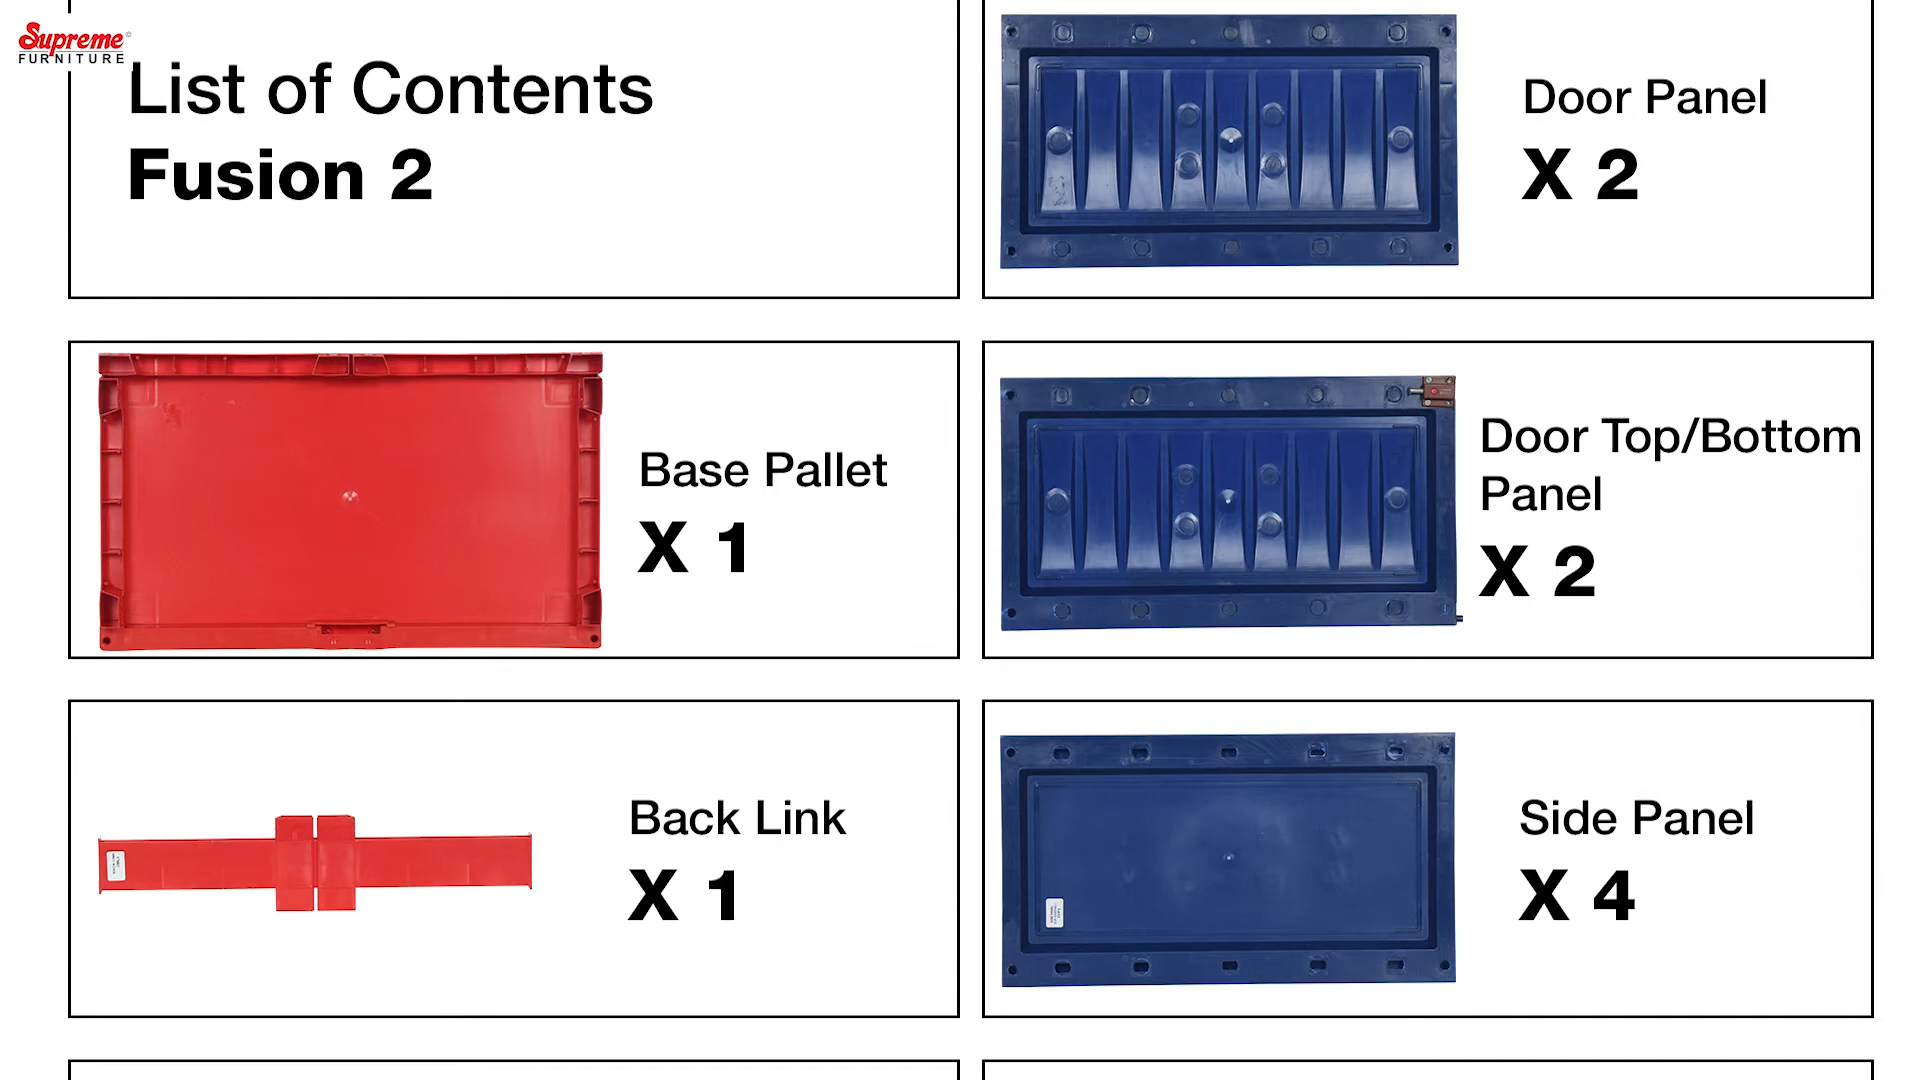 Supreme
FURNITURE
List of Contents
Fusion 2
Door Panel
X 2
Base Pallet
X 1
Door Top/Bottom
Panel
X 2
Back Link
X 1
Side Panel
X 4